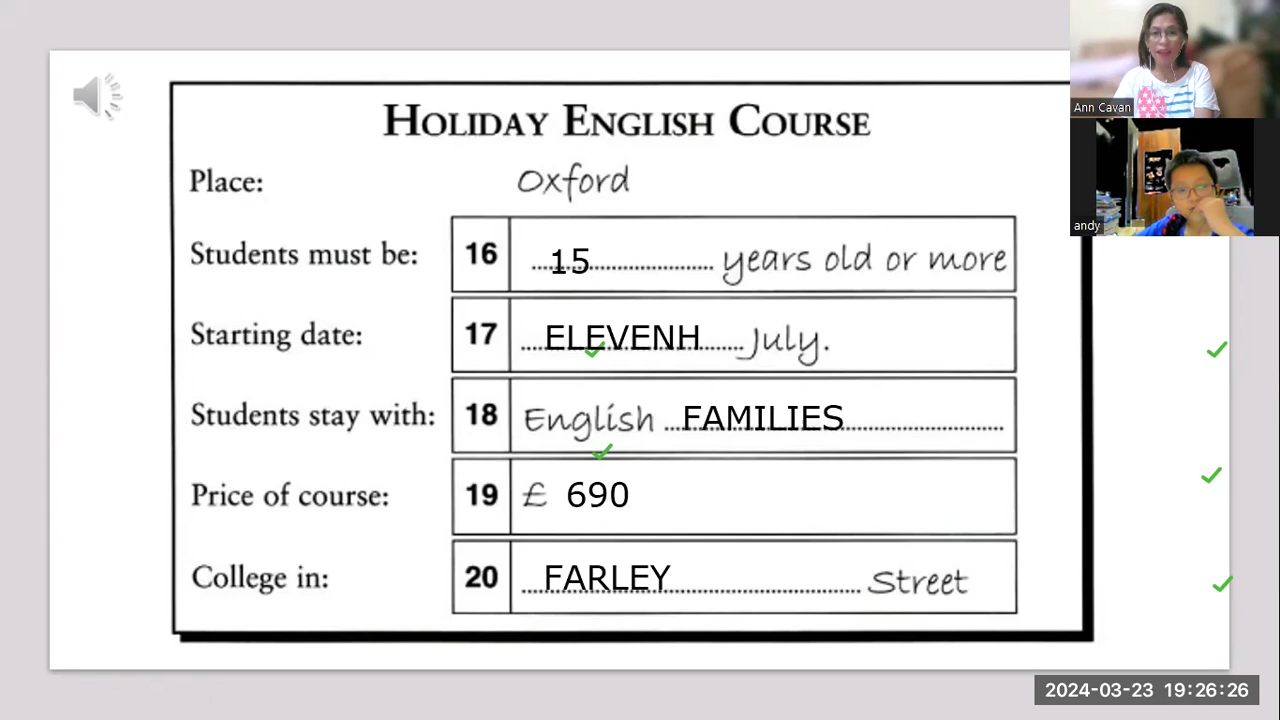 HOLIDAY ENGLISH COURSE
Place: Oxford
Students must be: 16 15 years old or more
Starting date: 17 ELEVENH July.
Students stay with: 18 English FAMILIES
Price of course: 19 £ 690
College in: 20 FARLEY Street
Ann Cavan
andy
2024-03-23 19:26:26